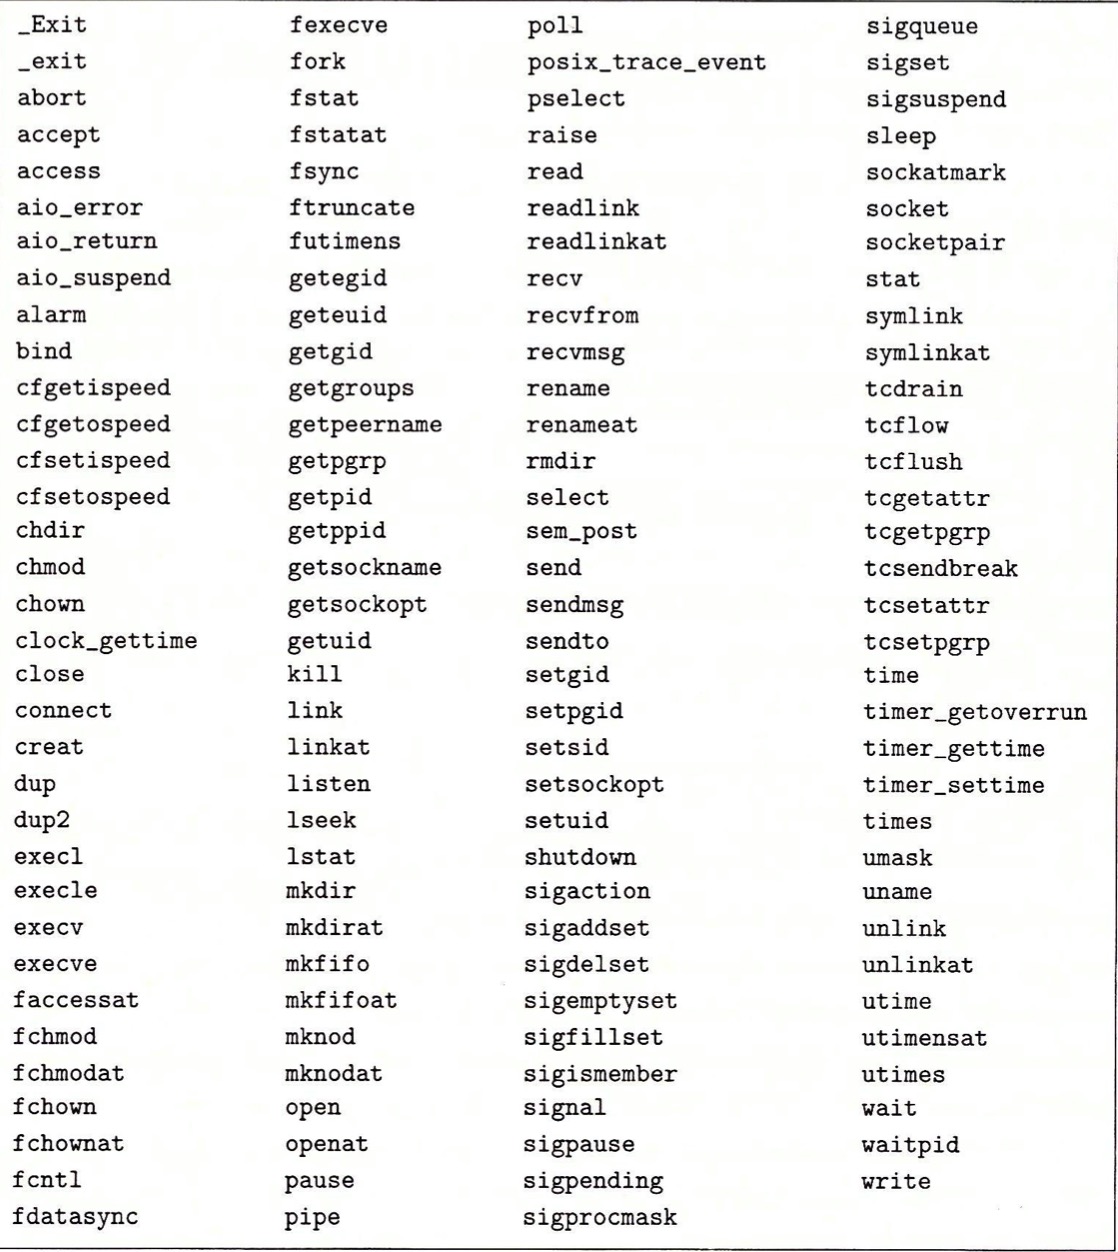 _Exit fexecve poll sigqueue
_exit fork posix_trace_event sigset
abort fstat pselect sigsuspend
accept fstatat raise sleep
access fsync read sockatmark
aio_error ftruncate readlink socket
aio_return futimens readlinkat socketpair
aio_suspend getegid recv stat
alarm geteuid recvfrom symlink
bind getgid recvmsg symlinkat
cfgetispeed getgroups rename tcdrain
cfgetospeed getpeername renameat tcflow
cfsetispeed getpgrp rmdir tcflush
cfsetospeed getpid select tcgetattr
chdir getppid sem_post tcgetpgrp
chmod getsockname send tcsendbreak
chown getsockopt sendmsg tcsetattr
clock_gettime getuid sendto tcsetpgrp
close kill setgid time
connect link setpgid timer_getoverrun
creat linkat setsid timer_gettime
dup listen setsockopt timer_settime
dup2 lseek setuid times
execl lstat shutdown umask
execle mkdir sigaction uname
execv mkdirat sigaddset unlink
execve mkfifo sigdelset unlinkat
faccessat mkfifoat sigemptyset utime
fchmod mknod sigfillset utimensat
fchmodat mknodat sigismember utimes
fchown open signal wait
fchownat openat sigpause waitpid
fcntl pause sigpending write
fdatasync pipe sigprocmask